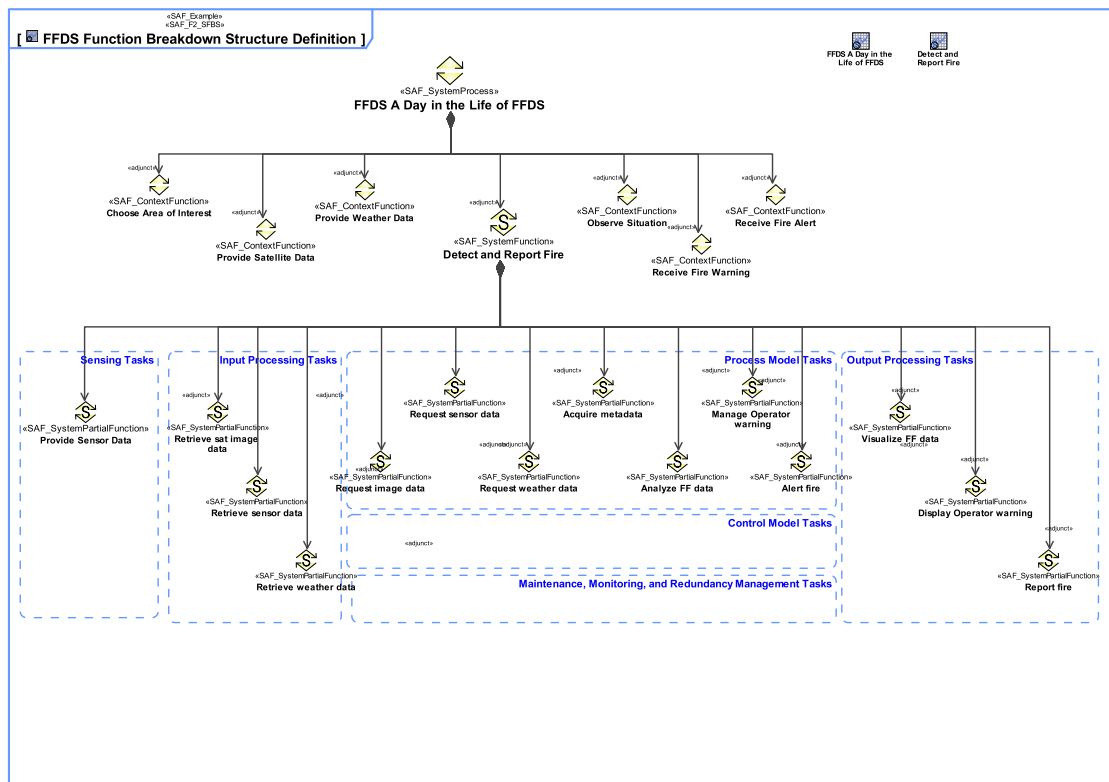 «SAF_Example»
«SAF_F2_SFBS»
[ FFDS Function Breakdown Structure Definition ]
FFDS A Day in the
Life of FFDS
Detect and
Report Fire
«SAF_SystemProcess»
FFDS A Day in the Life of FFDS
«adjunct»
«SAF_ContextFunction»
Choose Area of Interest
«adjunct»
«SAF_ContextFunction»
Provide Satellite Data
«adjunct»
«SAF_ContextFunction»
Provide Weather Data
«adjunct»
«SAF_SystemFunction»
Detect and Report Fire
«adjunct»
«SAF_ContextFunction»
Observe Situation
«adjunct»
«SAF_ContextFunction»
Receive Fire Warning
«adjunct»
«SAF_ContextFunction»
Receive Fire Alert
Sensing Tasks
«SAF_SystemPartialFunction»
Provide Sensor Data
Input Processing Tasks
«adjunct»
«SAF_SystemPartialFunction»
Retrieve sat image
data
«SAF_SystemPartialFunction»
Retrieve sensor data
«adjunct»
«SAF_SystemPartialFunction»
Retrieve weather data
Process Model Tasks
«SAF_SystemPartialFunction»
Request sensor data
«adjunct»
«SAF_SystemPartialFunction»
Acquire metadata
«adjunct»
«adjunct»
«SAF_SystemPartialFunction»
Manage Operator
warning
«adjunct»
«SAF_SystemPartialFunction»
Request image data
«adjunct»
«adjunct»
«SAF_SystemPartialFunction»
Request weather data
«adjunct»
«SAF_SystemPartialFunction»
Analyze FF data
«adjunct»
«SAF_SystemPartialFunction»
Alert fire
Control Model Tasks
«adjunct»
Maintenance, Monitoring, and Redundancy Management Tasks
Output Processing Tasks
«adjunct»
«SAF_SystemPartialFunction»
Visualize FF data
«adjunct»
«adjunct»
«SAF_SystemPartialFunction»
Display Operator warning
«adjunct»
«SAF_SystemPartialFunction»
Report fire